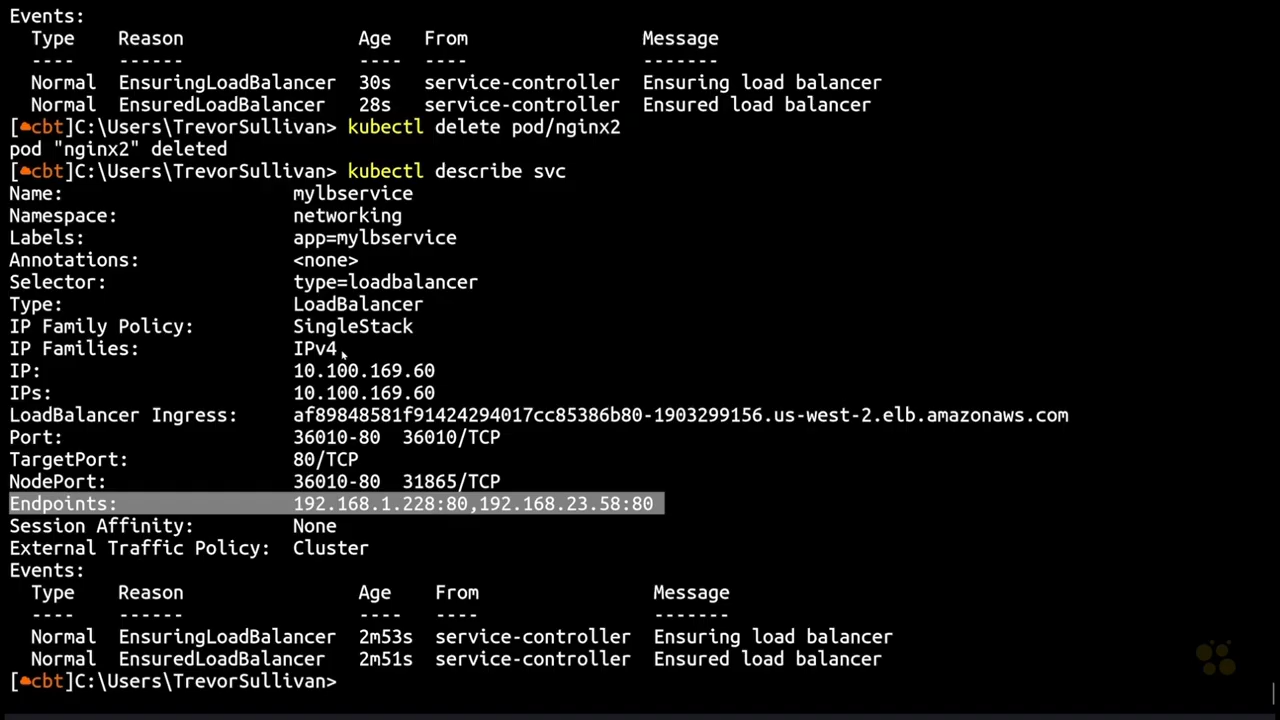 Events:
  Type    Reason                Age   From                Message
  ----    ------                ----  ----                -------
  Normal  EnsuringLoadBalancer  30s   service-controller  Ensuring load balancer
  Normal  EnsuredLoadBalancer   28s   service-controller  Ensured load balancer
[cbt]C:\Users\TrevorSullivan> kubectl delete pod/nginx2
pod "nginx2" deleted
[cbt]C:\Users\TrevorSullivan> kubectl describe svc
Name:                     mylbservice
Namespace:                networking
Labels:                   app=mylbservice
Annotations:              <none>
Selector:                 type=loadbalancer
Type:                     LoadBalancer
IP Family Policy:         SingleStack
IP Families:              IPv4
IP:                       10.100.169.60
IPs:                      10.100.169.60
LoadBalancer Ingress:     af89848581f91424294017cc85386b80-1903299156.us-west-2.elb.amazonaws.com
Port:                     36010-80  36010/TCP
TargetPort:               80/TCP
NodePort:                 36010-80  31865/TCP
Endpoints:                192.168.1.228:80,192.168.23.58:80
Session Affinity:         None
External Traffic Policy:  Cluster
Events:
  Type    Reason                Age    From                Message
  ----    ------                ----   ----                -------
  Normal  EnsuringLoadBalancer  2m53s  service-controller  Ensuring load balancer
  Normal  EnsuredLoadBalancer   2m51s  service-controller  Ensured load balancer
[cbt]C:\Users\TrevorSullivan>